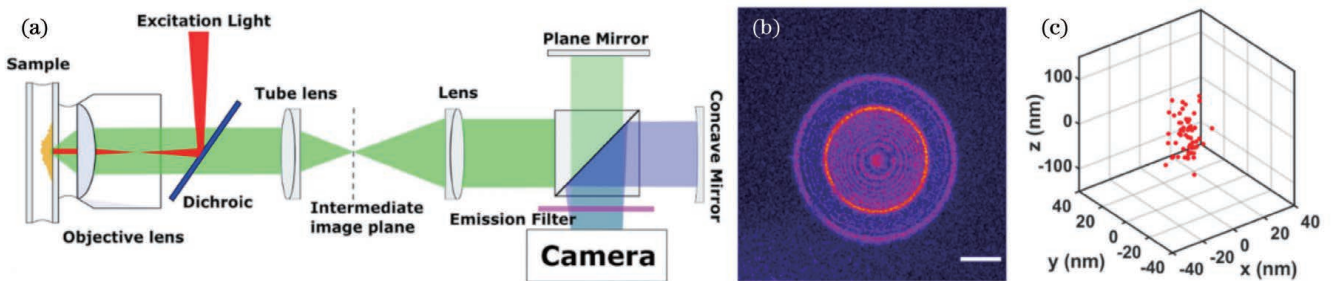 (a)
Excitation Light
Sample
Tube lens
Lens
Plane Mirror
Concave Mirror
Dichroic
Objective lens
Intermediate
image plane
Emission Filter
Camera
(b)
(c)
z (nm)
100
0
-100
40
20
0
-20
-40
y (nm)
-40
-20
0
20
40
x (nm)